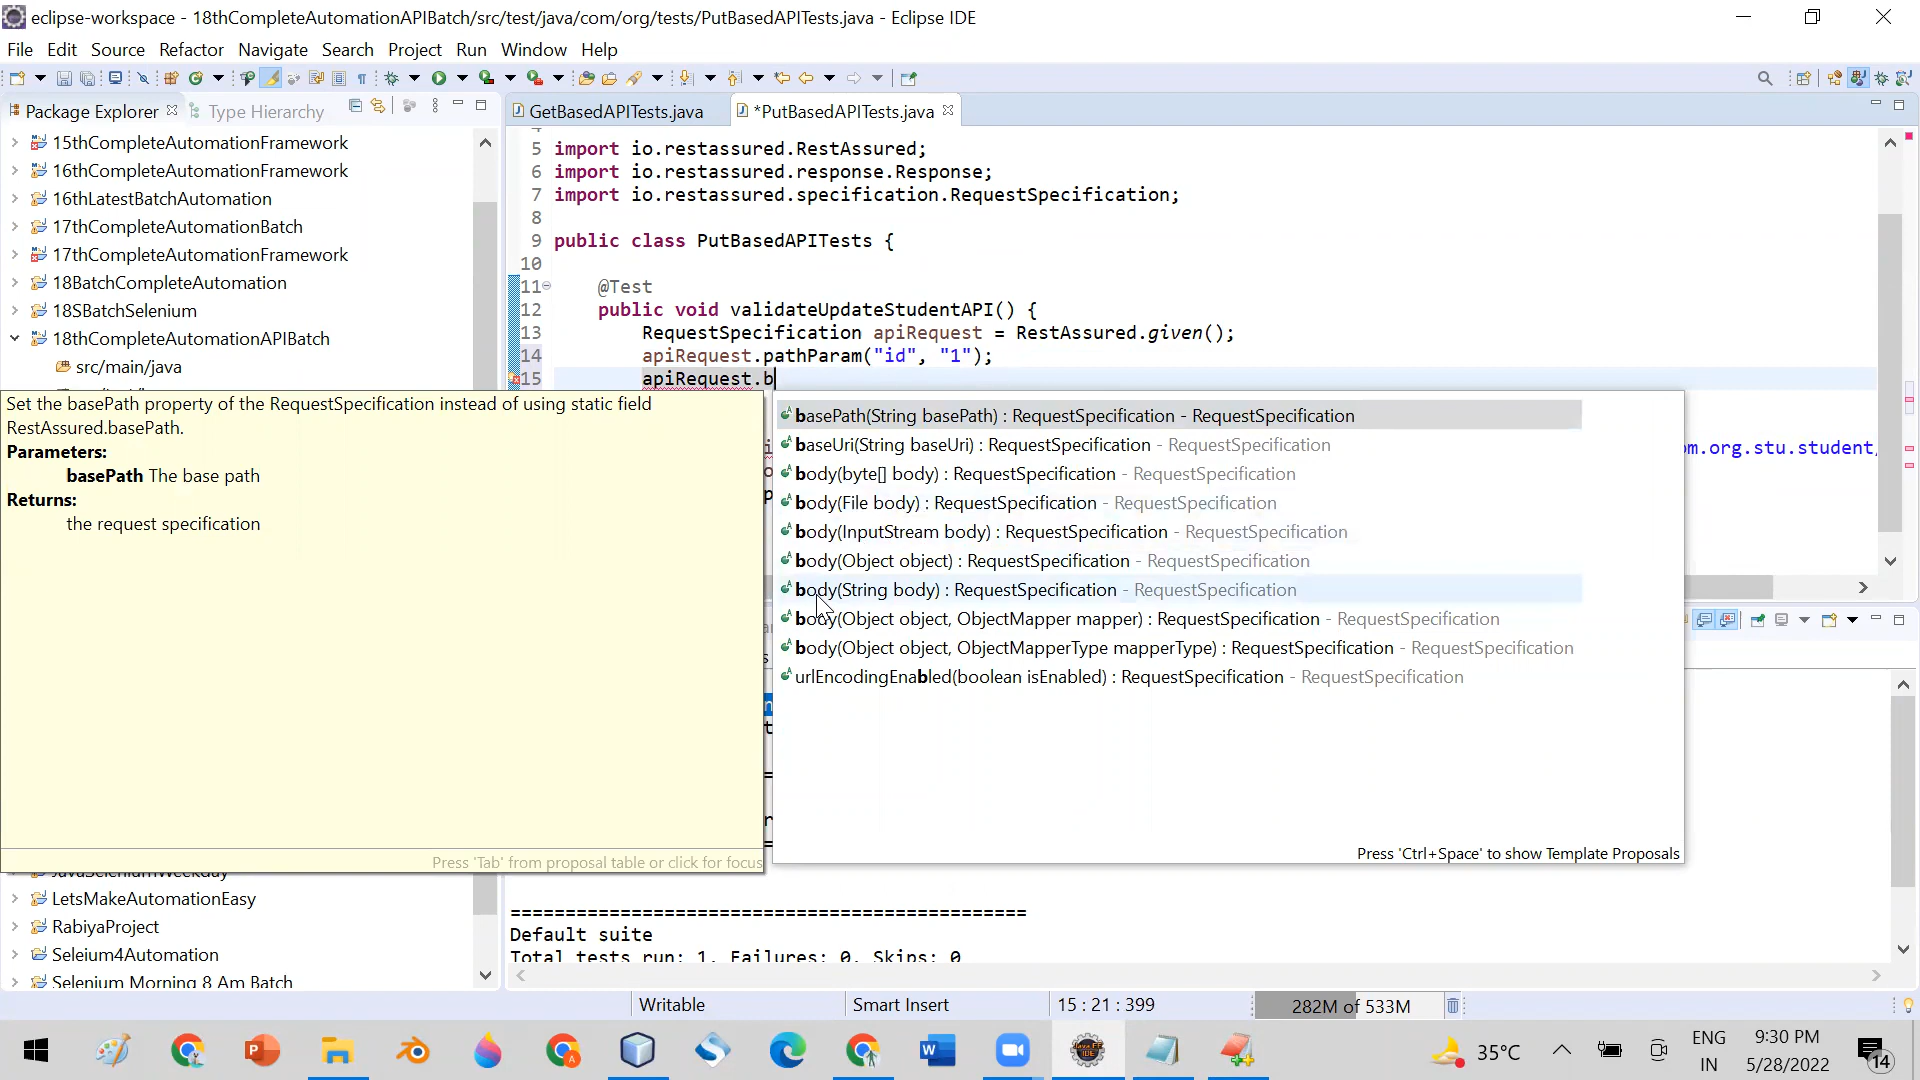 eclipse-workspace - 18thCompleteAutomationAPIBatch/src/test/java/com/org/tests/PutBasedAPITests.java - Eclipse IDE
File Edit Source Refactor Navigate Search Project Run Window Help
Package Explorer Type Hierarchy
GetBasedAPITests.java *PutBasedAPITests.java
15thCompleteAutomationFramework
16thCompleteAutomationFramework
16thLatestBatchAutomation
17thCompleteAutomationBatch
17thCompleteAutomationFramework
18BatchCompleteAutomation
18SBatchSelenium
18thCompleteAutomationAPIBatch
src/main/java
5 import io.restassured.RestAssured;
6 import io.restassured.response.Response;
7 import io.restassured.specification.RequestSpecification;
8
9 public class PutBasedAPITests {
10
11 @Test
12 public void validateUpdateStudentAPI() {
13 RequestSpecification apiRequest = RestAssured.given();
14 apiRequest.pathParam("id", "1");
15 apiRequest.b
om.org.stu.student
Set the basePath property of the RequestSpecification instead of using static field
RestAssured.basePath.
Parameters:
basePath The base path
Returns:
the request specification
Press 'Tab' from proposal table or click for focus
basePath(String basePath) : RequestSpecification - RequestSpecification
baseUri(String baseUri) : RequestSpecification - RequestSpecification
body(byte[] body) : RequestSpecification - RequestSpecification
body(File body) : RequestSpecification - RequestSpecification
body(InputStream body) : RequestSpecification - RequestSpecification
body(Object object) : RequestSpecification - RequestSpecification
body(String body) : RequestSpecification - RequestSpecification
body(Object object, ObjectMapper mapper) : RequestSpecification - RequestSpecification
body(Object object, ObjectMapperType mapperType) : RequestSpecification - RequestSpecification
urlEncodingEnabled(boolean isEnabled) : RequestSpecification - RequestSpecification
Press 'Ctrl+Space' to show Template Proposals
JavaSeleniumWeekday
LetsMakeAutomationEasy
RabiyaProject
Seleium4Automation
Selenium Morning 8 Am Batch
===============================================
Default suite
Total tests run: 1, Failures: 0, Skips: 0
Writable Smart Insert 15 : 21 : 399 282M of 533M
35°C
ENG
IN
9:30 PM
5/28/2022
14